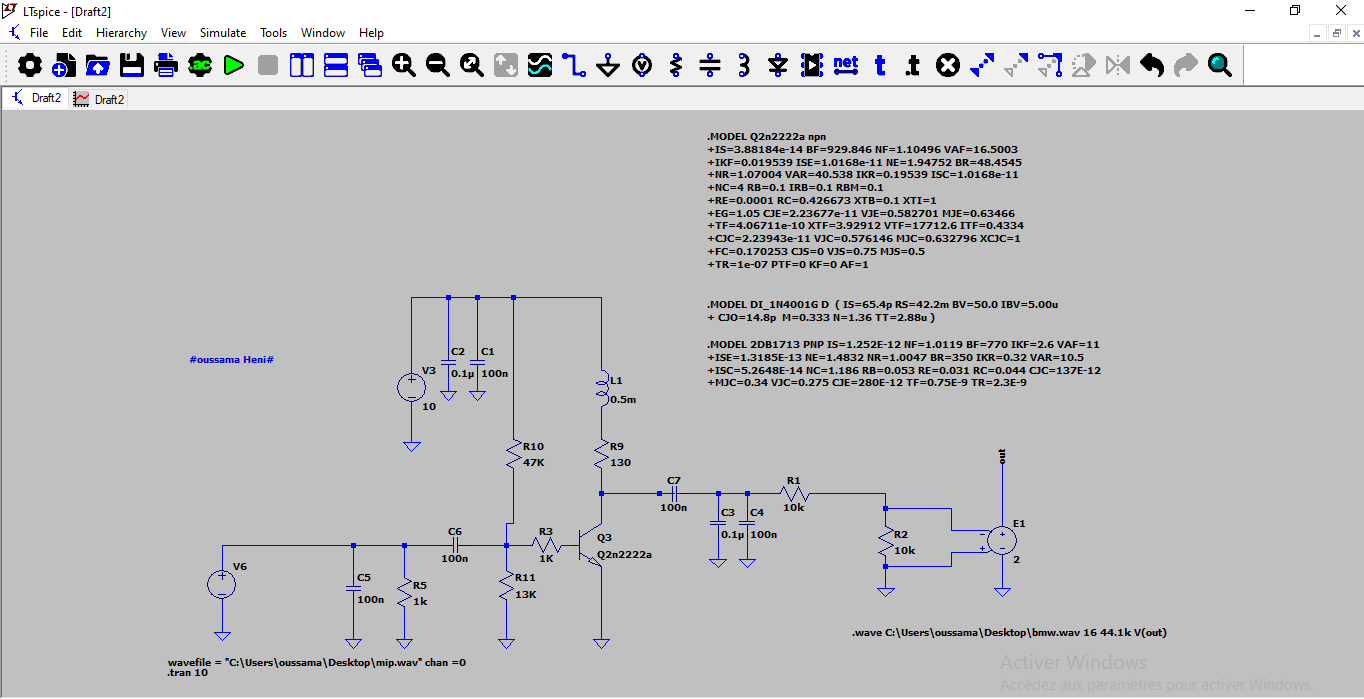 LTspice - [Draft2]
File Edit Hierarchy View Simulate Tools Window Help
.ac
net
t
.t
Draft2
Draft2
.MODEL Q2n2222a npn
+IS=3.88184e-14 BF=929.846 NF=1.10496 VAF=16.5003
+IKF=0.019539 ISE=1.0168e-11 NE=1.94752 BR=48.4545
+NR=1.07004 VAR=40.538 IKR=0.19539 ISC=1.0168e-11
+NC=4 RB=0.1 IRB=0.1 RBM=0.1
+RE=0.0001 RC=0.426673 XTB=0.1 XTI=1
+EG=1.05 CJE=2.23677e-11 VJE=0.582701 MJE=0.63466
+TF=4.06711e-10 XTF=3.92912 VTF=17712.6 ITF=0.4334
+CJC=2.23943e-11 VJC=0.576146 MJC=0.632796 XCJC=1
+FC=0.170253 CJS=0 VJS=0.75 MJS=0.5
+TR=1e-07 PTF=0 KF=0 AF=1
.MODEL DI_1N4001G D ( IS=65.4p RS=42.2m BV=50.0 IBV=5.00u
+ CJO=14.8p M=0.333 N=1.36 TT=2.88u )
.MODEL 2DB1713 PNP IS=1.252E-12 NF=1.0119 BF=770 IKF=2.6 VAF=11
+ISE=1.3185E-13 NE=1.4832 NR=1.0047 BR=350 IKR=0.32 VAR=10.5
+ISC=5.2648E-14 NC=1.186 RB=0.053 RE=0.031 RC=0.044 CJC=137E-12
+MJC=0.34 VJC=0.275 CJE=280E-12 TF=0.75E-9 TR=2.3E-9
#oussama Heni#
V3
10
C2
0.1µ
C1
100n
L1
0.5m
R10
47K
R9
130
C7
100n
R1
10k
out
C3
0.1µ
C4
100n
R2
10k
E1
2
C6
100n
R3
1K
Q3
Q2n2222a
V6
C5
100n
R5
1k
R11
13K
.wave C:\Users\oussama\Desktop\bmw.wav 16 44.1k V(out)
wavefile = "C:\Users\oussama\Desktop\mip.wav" chan =0
.tran 10
Activer Windows
Accédez aux paramètres pour activer Windows.